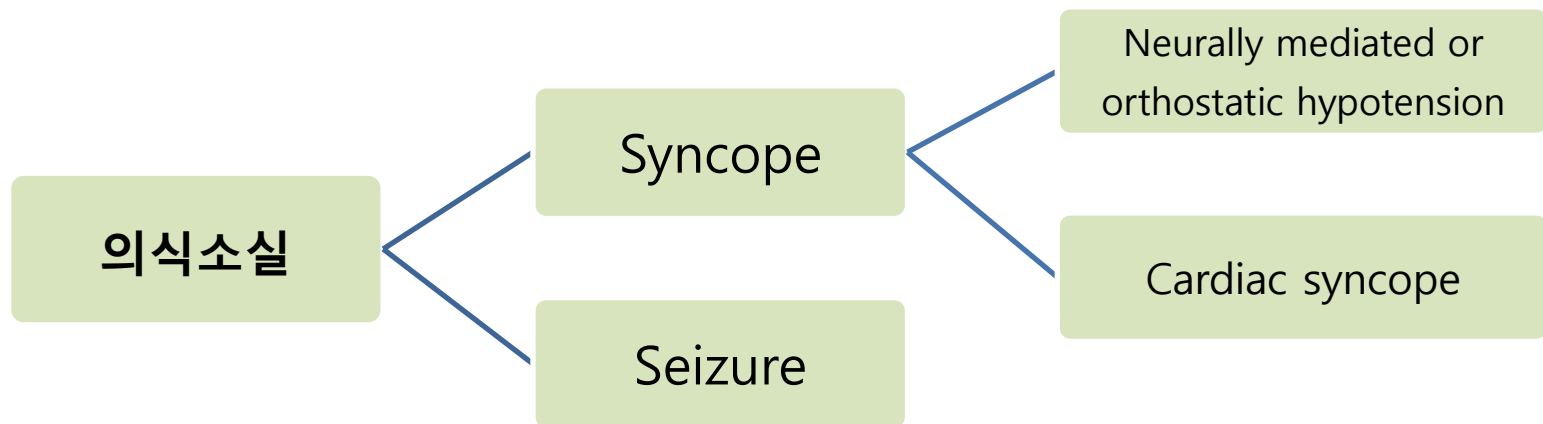 의식소실
Syncope
Seizure
Neurally mediated or
orthostatic hypotension
Cardiac syncope